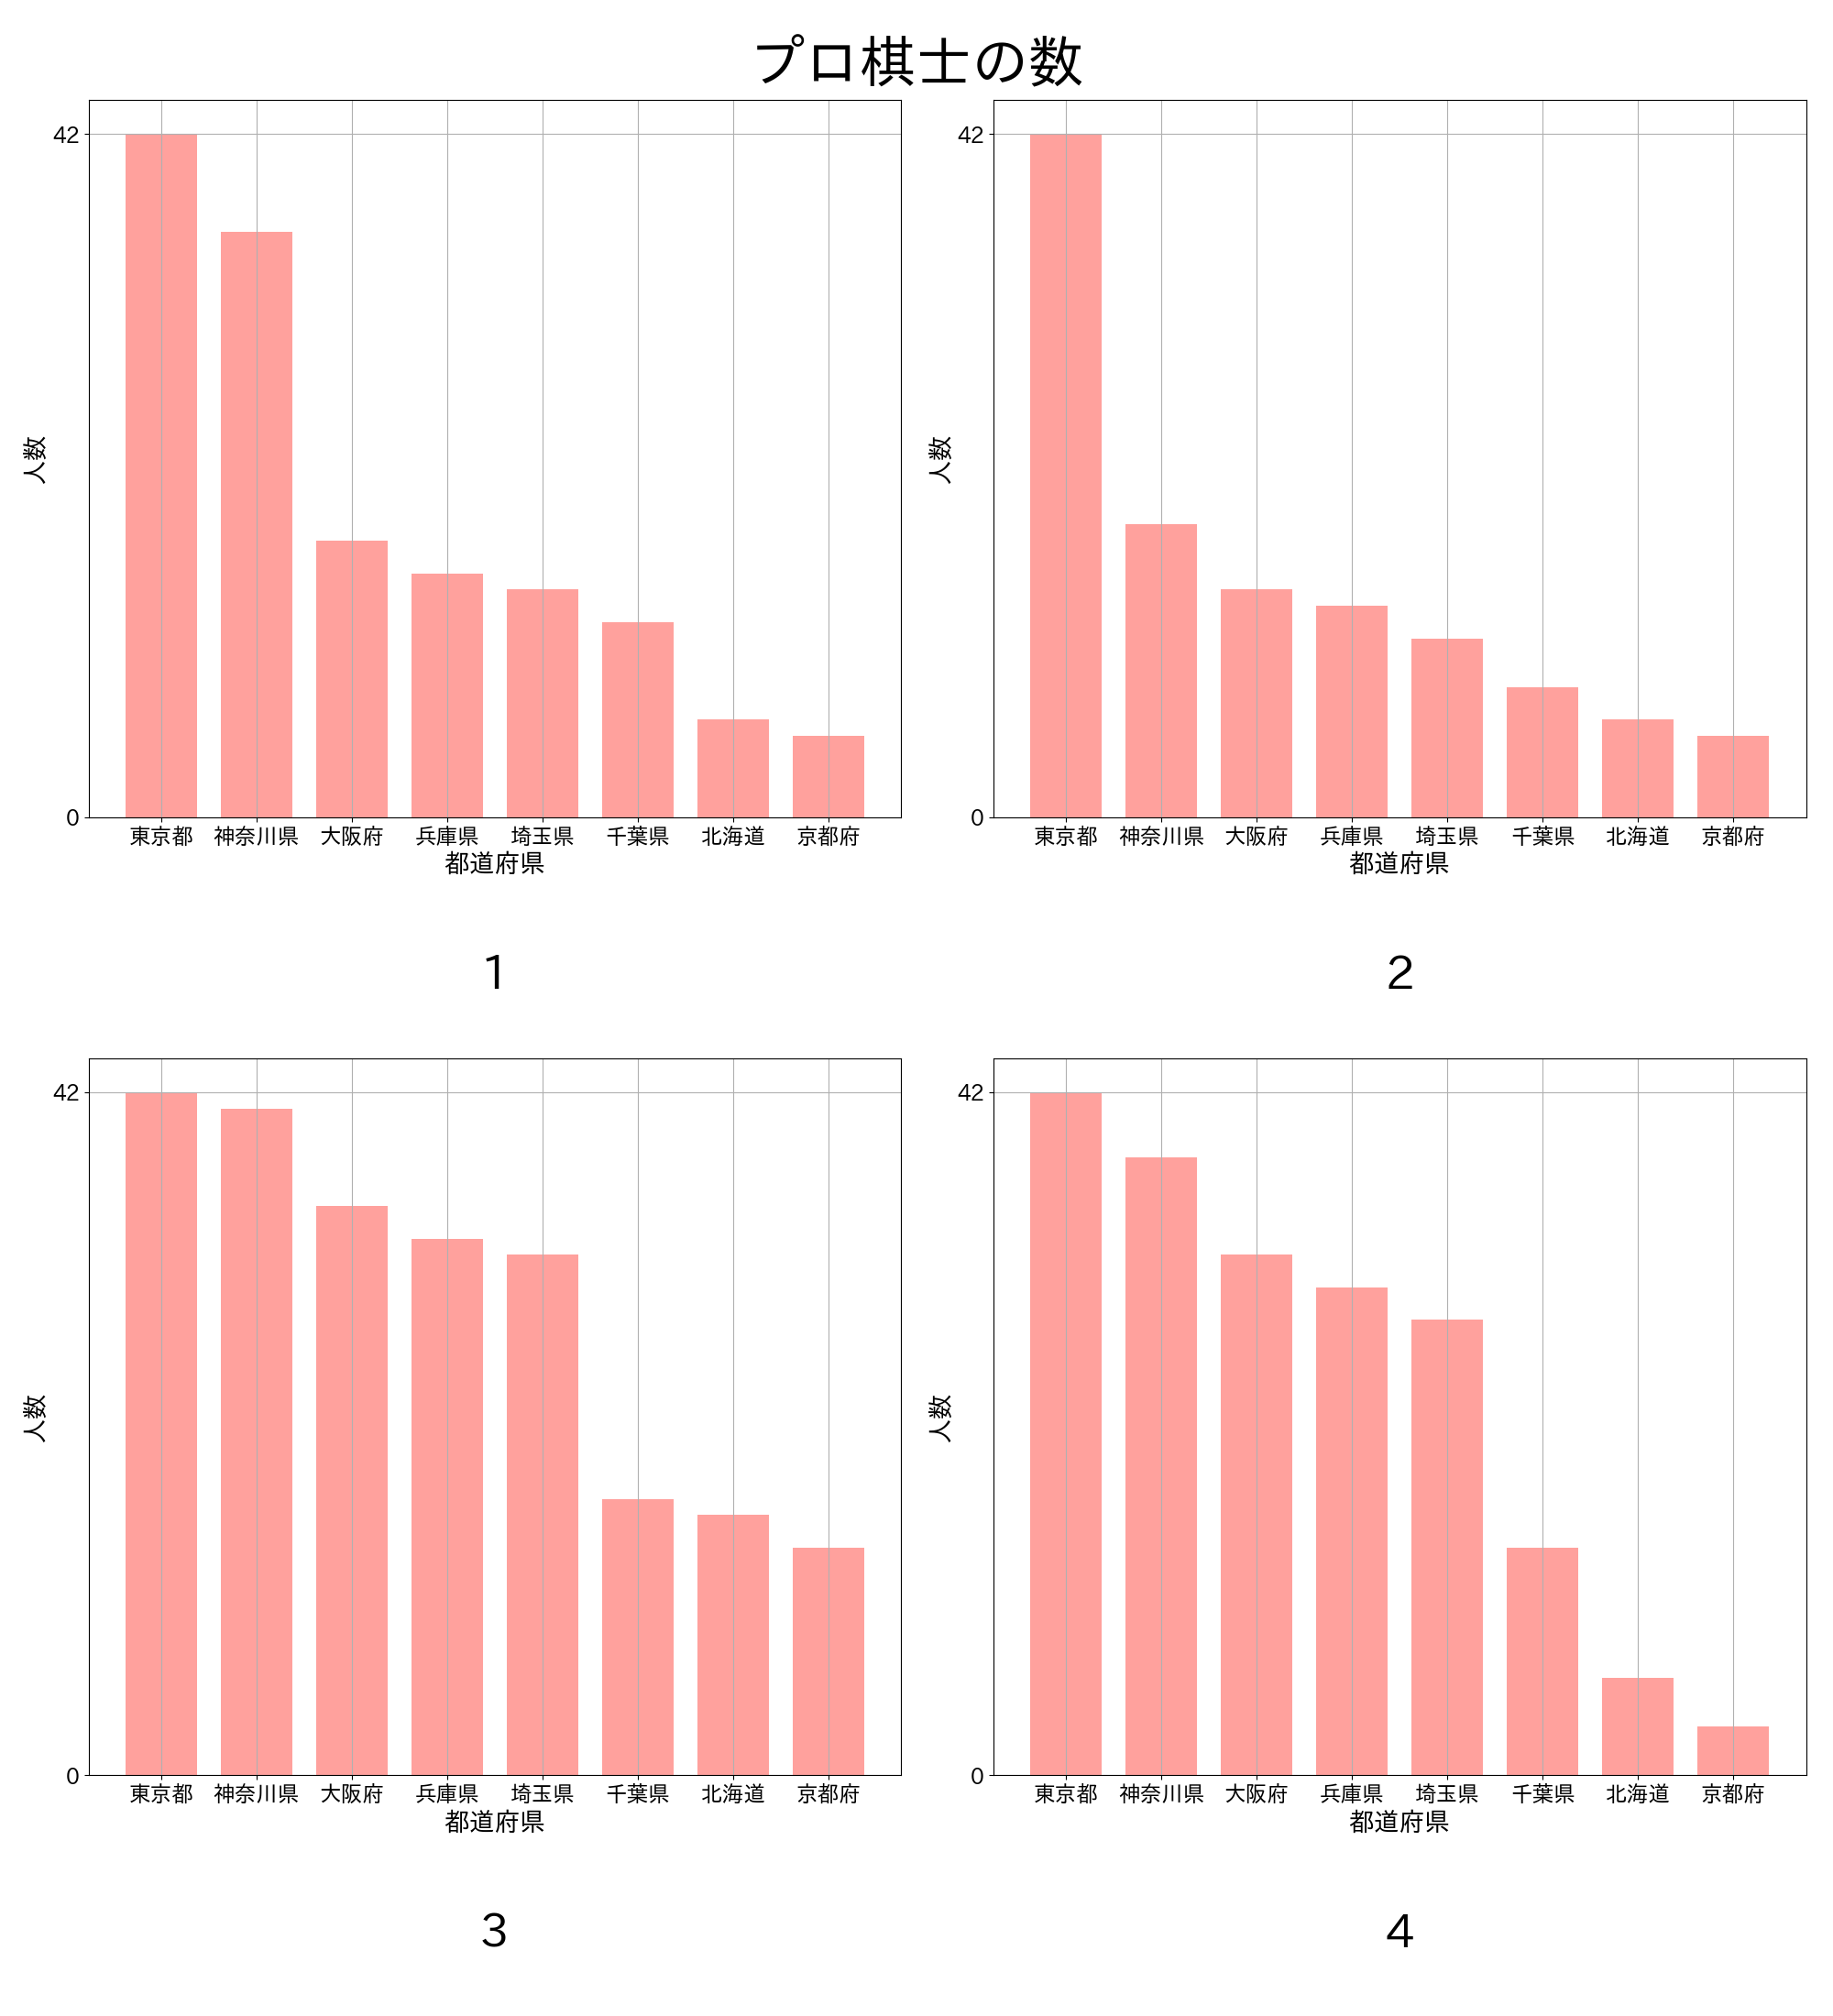 プロ棋士の数
42
0
人数
東京都 神奈川県 大阪府 兵庫県 埼玉県 千葉県 北海道 京都府
都道府県
1
42
0
人数
東京都 神奈川県 大阪府 兵庫県 埼玉県 千葉県 北海道 京都府
都道府県
2
42
0
人数
東京都 神奈川県 大阪府 兵庫県 埼玉県 千葉県 北海道 京都府
都道府県
3
42
0
人数
東京都 神奈川県 大阪府 兵庫県 埼玉県 千葉県 北海道 京都府
都道府県
4